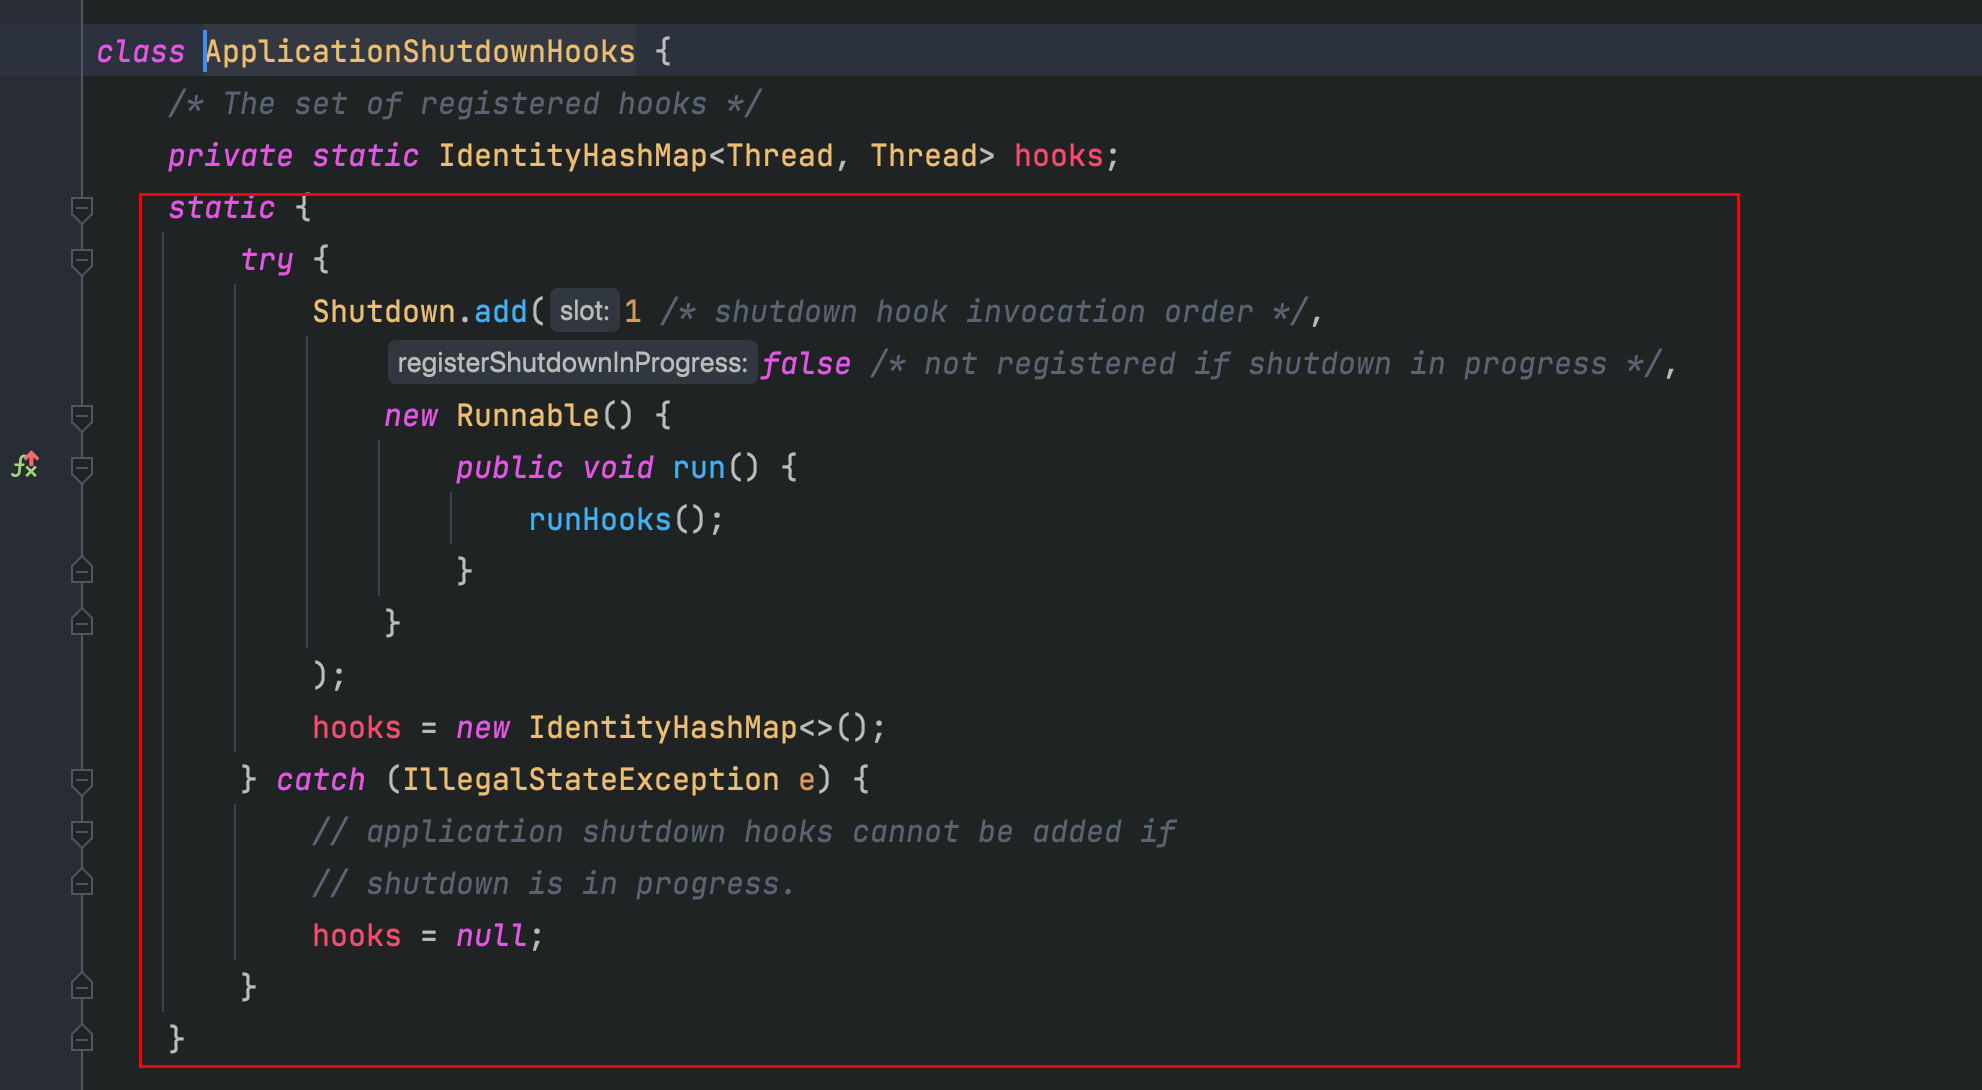 class ApplicationShutdownHooks {
/* The set of registered hooks */
private static IdentityHashMap<Thread, Thread> hooks;
static {
try {
Shutdown.add( slot: 1 /* shutdown hook invocation order */,
registerShutdownInProgress: false /* not registered if shutdown in progress */,
new Runnable() {
public void run() {
runHooks();
}
}
);
hooks = new IdentityHashMap<>();
} catch (IllegalStateException e) {
// application shutdown hooks cannot be added if
// shutdown is in progress.
hooks = null;
}
}